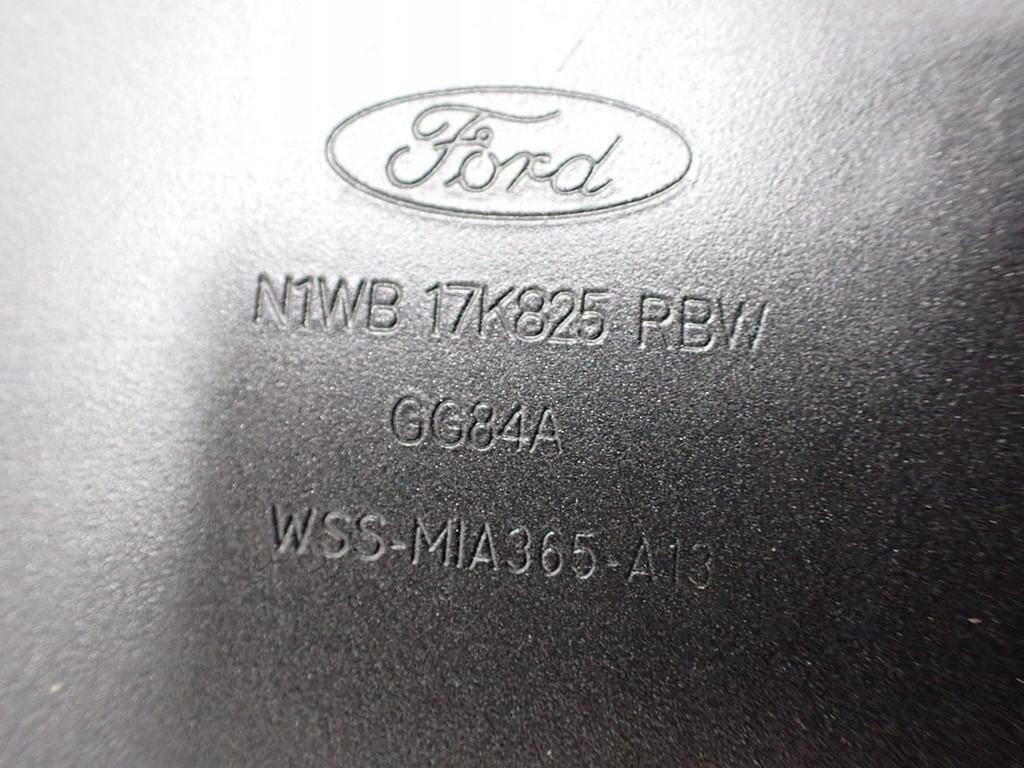 Ford
N1WB 17K825 RBW
GG84A
WSS-M1A365-A13